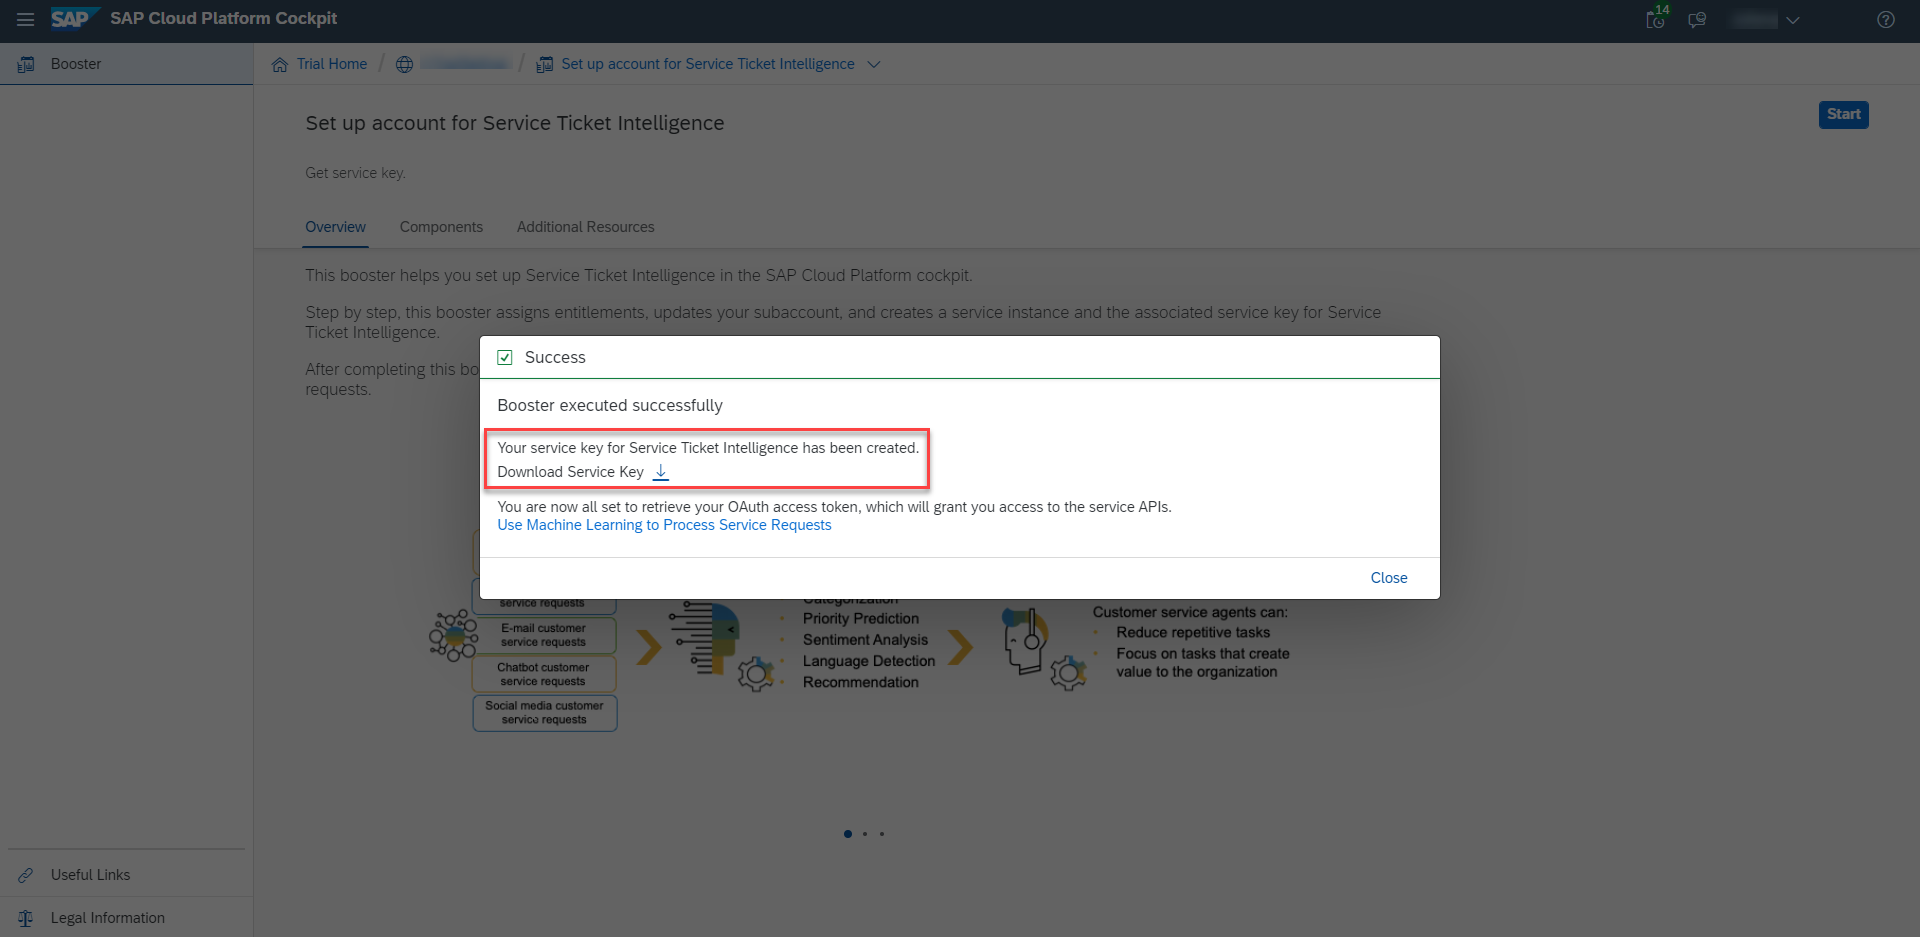 SAP
SAP Cloud Platform Cockpit
14
Booster
Trial Home / / Set up account for Service Ticket Intelligence
Set up account for Service Ticket Intelligence
Start
Get service key.
Overview Components Additional Resources
This booster helps you set up Service Ticket Intelligence in the SAP Cloud Platform cockpit.
Step by step, this booster assigns entitlements, updates your subaccount, and creates a service instance and the associated service key for Service
Ticket Intelligence.
After completing this bo
requests.
Success
Booster executed successfully
Your service key for Service Ticket Intelligence has been created.
Download Service Key
You are now all set to retrieve your OAuth access token, which will grant you access to the service APIs.
Use Machine Learning to Process Service Requests
Close
service requests
E-mail customer
service requests
Chatbot customer
service requests
Social media customer
service requests
Categorization
Priority Prediction
Sentiment Analysis
Language Detection
Recommendation
Customer service agents can:
Reduce repetitive tasks
Focus on tasks that create
value to the organization
Useful Links
Legal Information